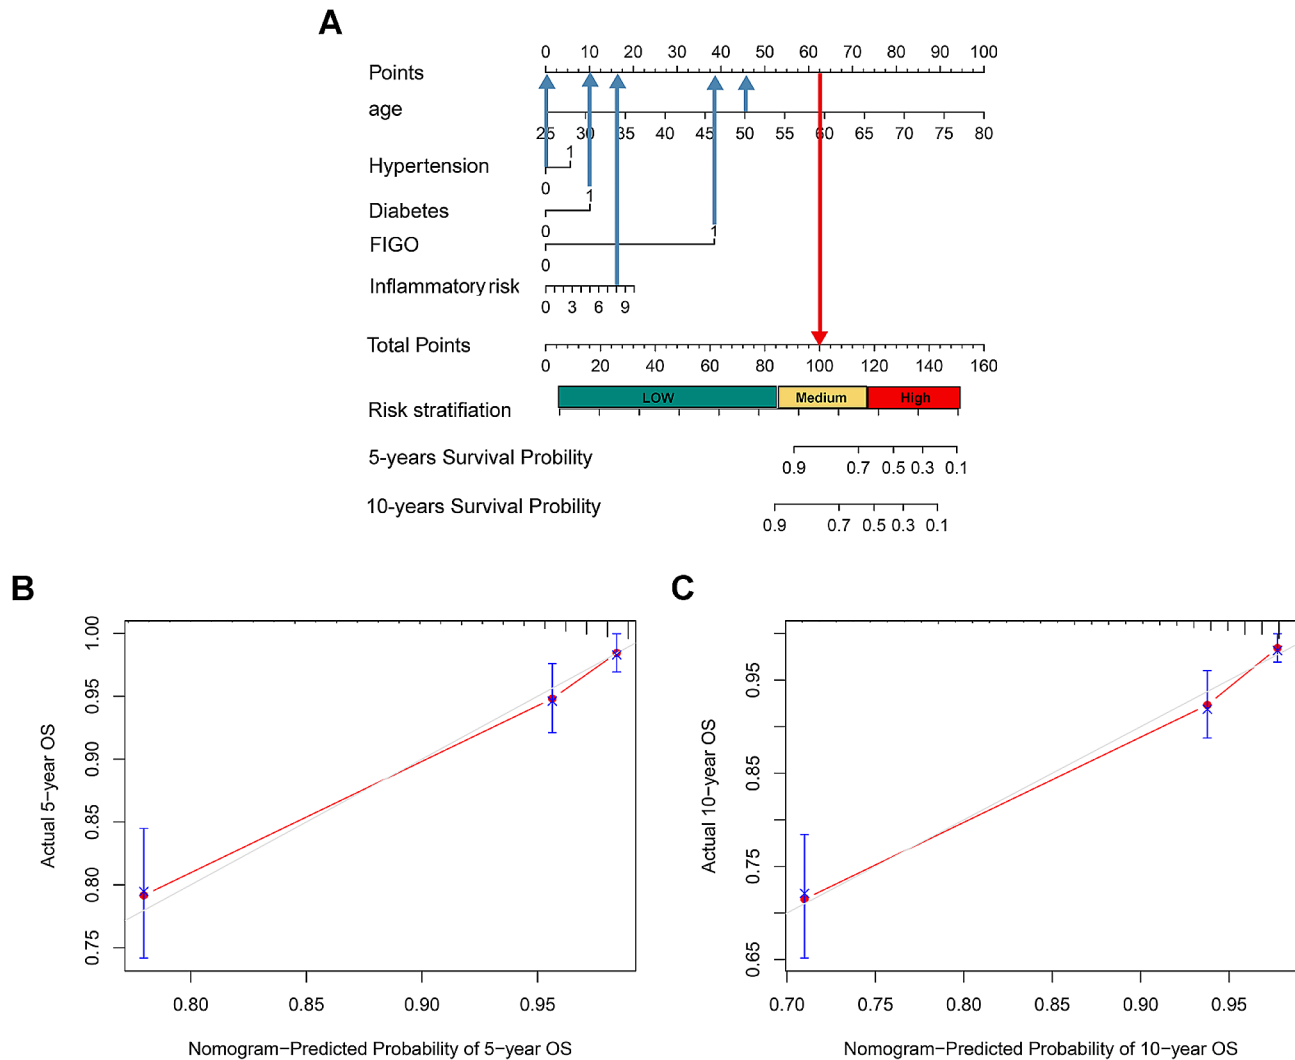 A
0 10 20 30 40 50 60 70 80 90 100
Points
age
25 30 35 40 45 50 55 60 65 70 75 80
1
Hypertension
0
1
Diabetes
0
1
FIGO
0
Inflammatory risk
0 3 6 9
Total Points
0 20 40 60 80 100 120 140 160
LOW Medium High
Risk stratifiation
5-years Survival Probility
0.9 0.7 0.5 0.3 0.1
10-years Survival Probility
0.9 0.7 0.5 0.3 0.1
B
1.00
0.95
0.90
0.85
0.80
0.75
Actual 5−year OS
0.80 0.85 0.90 0.95
Nomogram−Predicted Probability of 5−year OS
C
0.95
0.85
0.75
0.65
Actual 10−year OS
0.70 0.75 0.80 0.85 0.90 0.95
Nomogram−Predicted Probability of 10−year OS